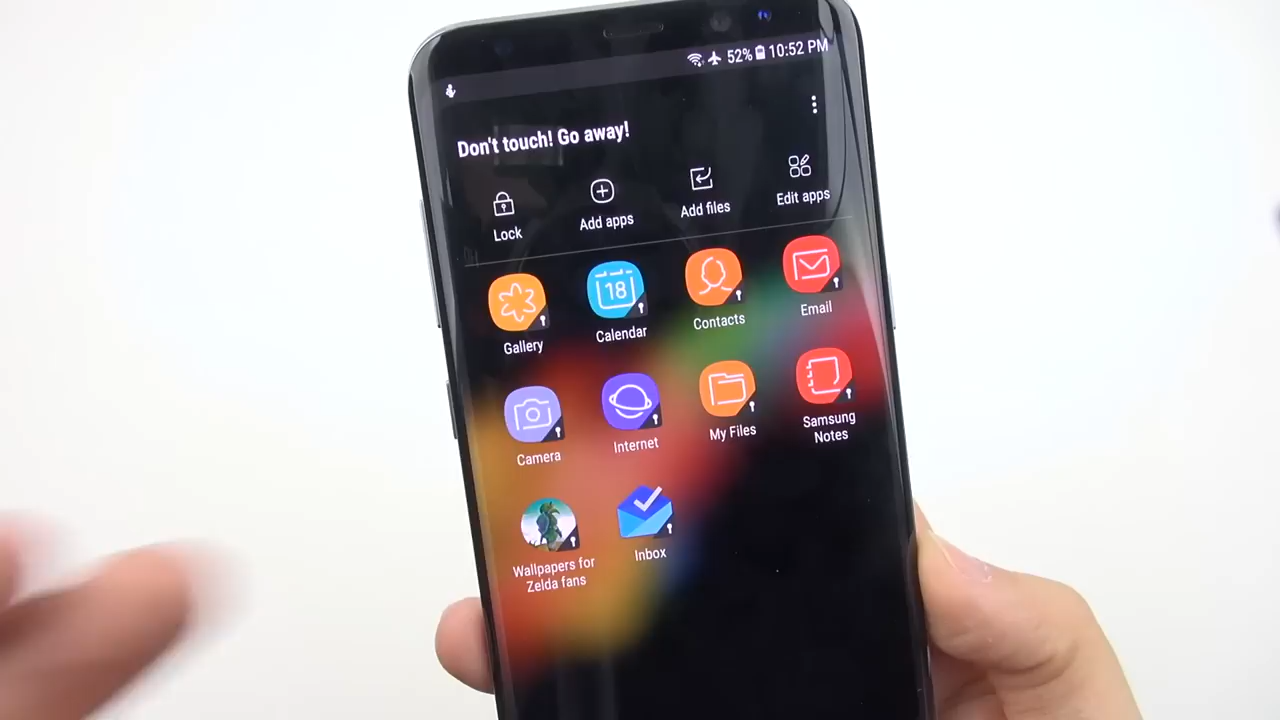 52% 10:52 PM
Don't touch! Go away!
Lock
Add apps
Add files
Edit apps
Gallery
18
Calendar
Contacts
Email
Camera
Internet
My Files
Samsung
Notes
Wallpapers for
Zelda fans
Inbox